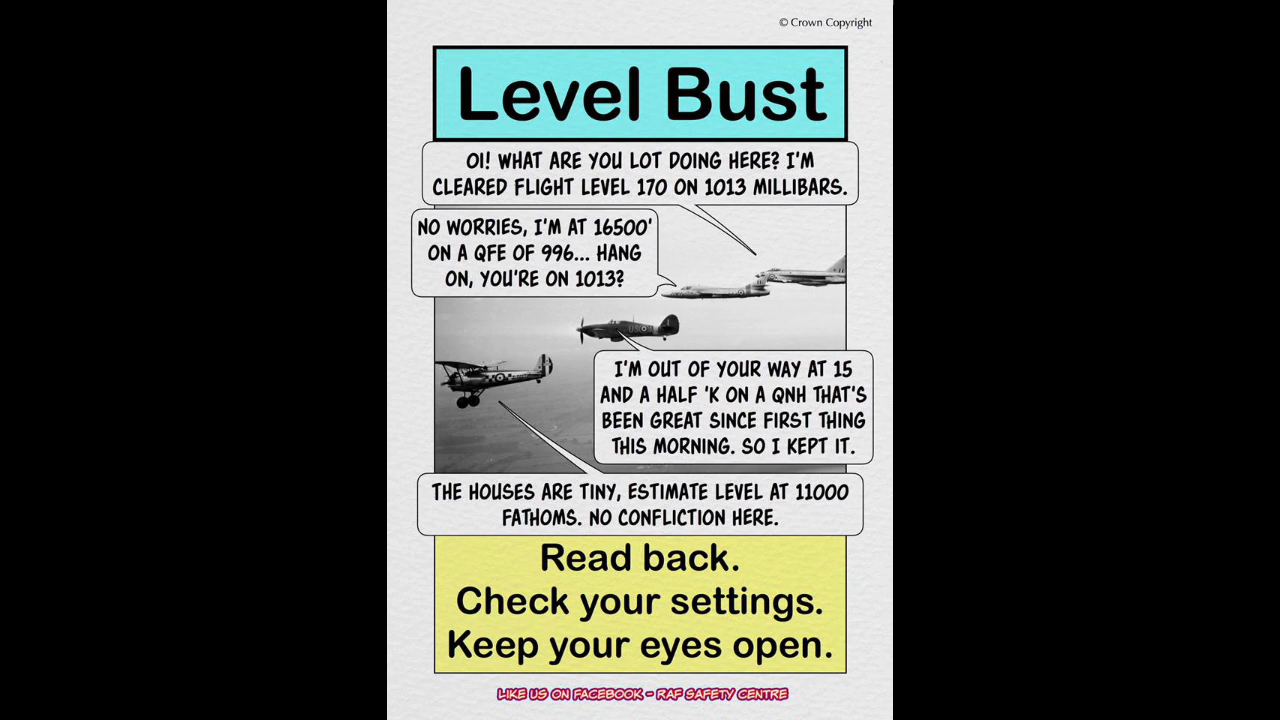 © Crown Copyright
Level Bust
OI! WHAT ARE YOU LOT DOING HERE? I'M
CLEARED FLIGHT LEVEL 170 ON 1013 MILLIBARS.
NO WORRIES, I'M AT 16500'
ON A QFE OF 996... HANG
ON, YOU'RE ON 1013?
I'M OUT OF YOUR WAY AT 15
AND A HALF 'K ON A QNH THAT'S
BEEN GREAT SINCE FIRST THING
THIS MORNING. SO I KEPT IT.
THE HOUSES ARE TINY, ESTIMATE LEVEL AT 11000
FATHOMS. NO CONFLICTION HERE.
Read back.
Check your settings.
Keep your eyes open.
LIKE US ON FACEBOOK - RAF SAFETY CENTRE